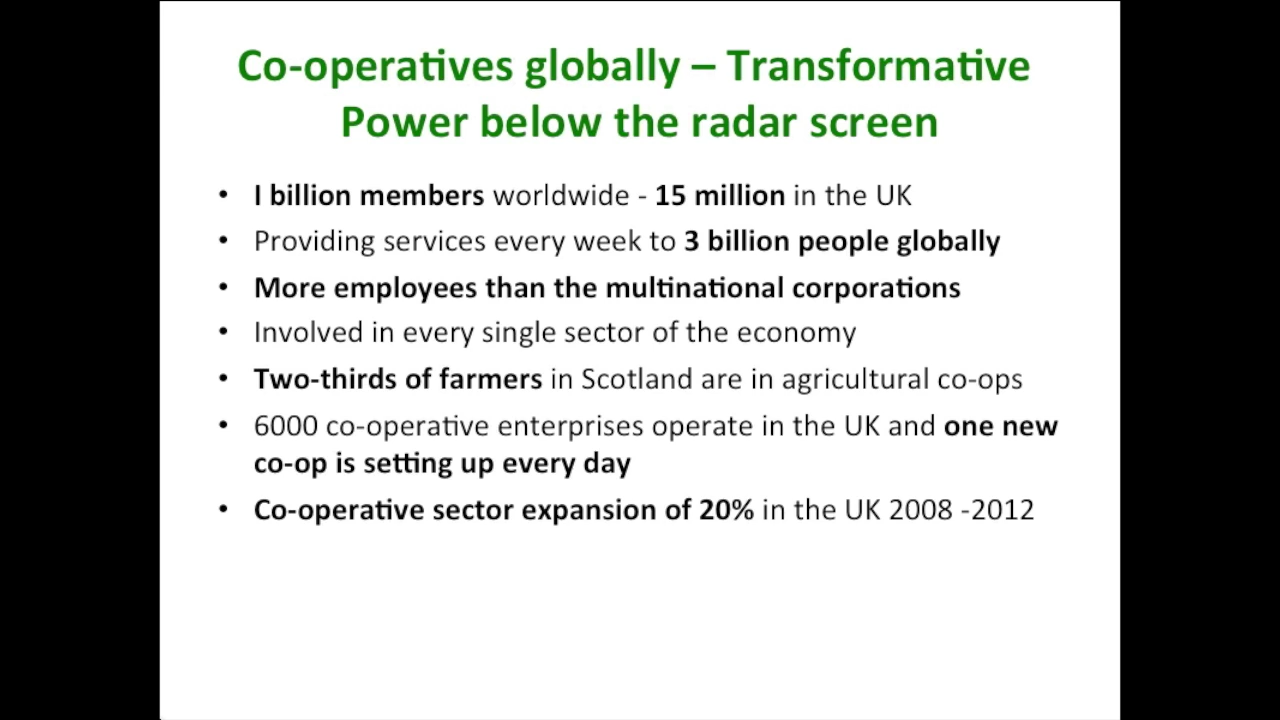 Co-operatives globally – Transformative
Power below the radar screen
• I billion members worldwide - 15 million in the UK
• Providing services every week to 3 billion people globally
• More employees than the multinational corporations
• Involved in every single sector of the economy
• Two-thirds of farmers in Scotland are in agricultural co-ops
• 6000 co-operative enterprises operate in the UK and one new
co-op is setting up every day
• Co-operative sector expansion of 20% in the UK 2008 -2012